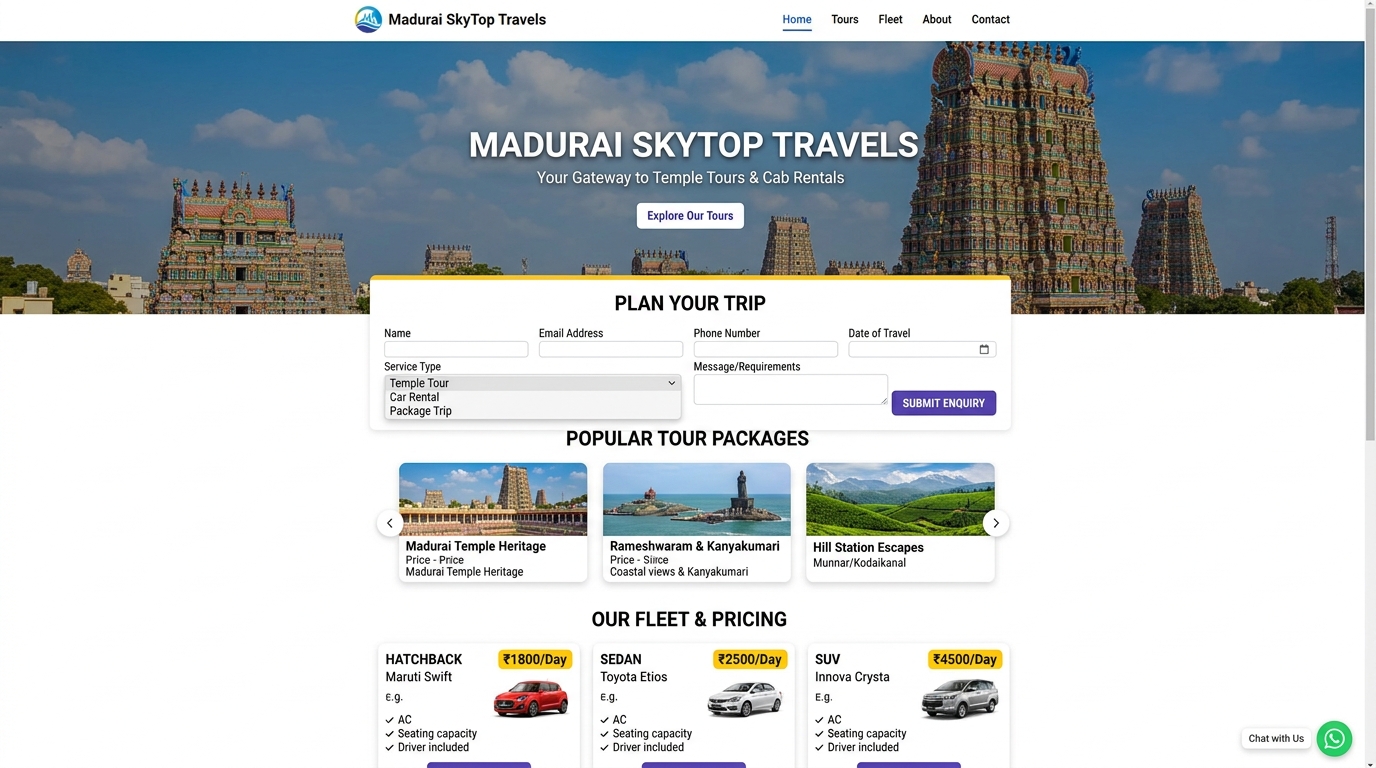 Madurai SkyTop Travels
Home Tours Fleet About Contact
MADURAI SKYTOP TRAVELS
Your Gateway to Temple Tours & Cab Rentals
Explore Our Tours
PLAN YOUR TRIP
Name Email Address Phone Number Date of Travel
Service Type Message/Requirements
Temple Tour
Car Rental
Package Trip
SUBMIT ENQUIRY
POPULAR TOUR PACKAGES
Madurai Temple Heritage
Price - Price
Madurai Temple Heritage
Rameshwaram & Kanyakumari
Price -
Coastal views & Kanyakumari
Hill Station Escapes
Munnar/Kodaikanal
OUR FLEET & PRICING
HATCHBACK ₹1800/Day
Maruti Swift
E.g.
AC
Seating capacity
Driver included
SEDAN ₹2500/Day
Toyota Etios
E.g.
AC
Seating capacity
Driver included
SUV ₹4500/Day
Innova Crysta
E.g.
AC
Seating capacity
Driver included
Chat with Us